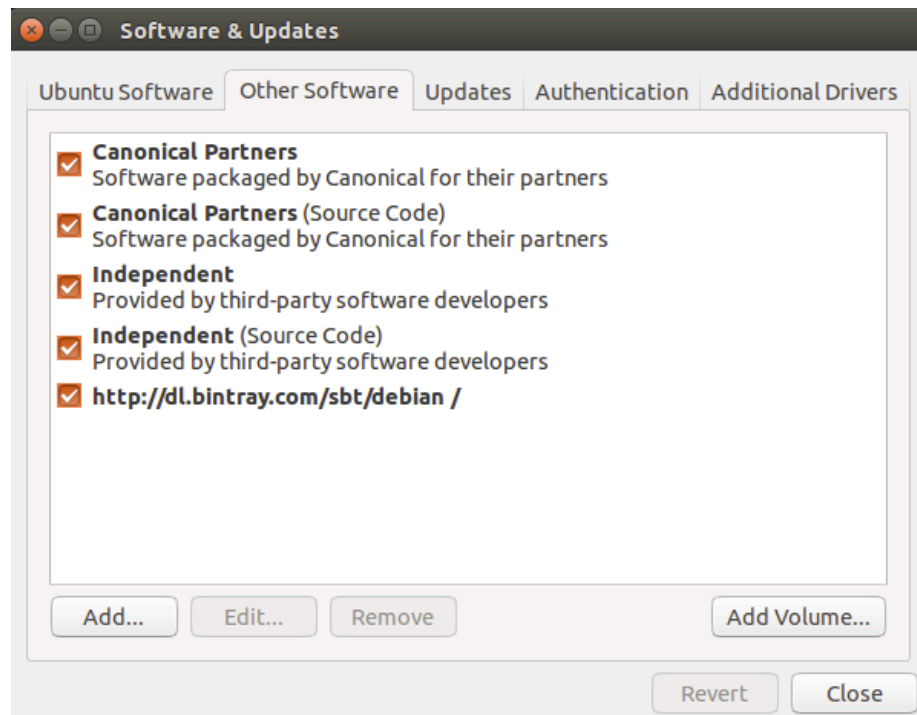 Software & Updates
Ubuntu Software Other Software Updates Authentication Additional Drivers
Canonical Partners
Software packaged by Canonical for their partners
Canonical Partners (Source Code)
Software packaged by Canonical for their partners
Independent
Provided by third-party software developers
Independent (Source Code)
Provided by third-party software developers
http://dl.bintray.com/sbt/debian /
Add... Edit... Remove Add Volume...
Revert Close